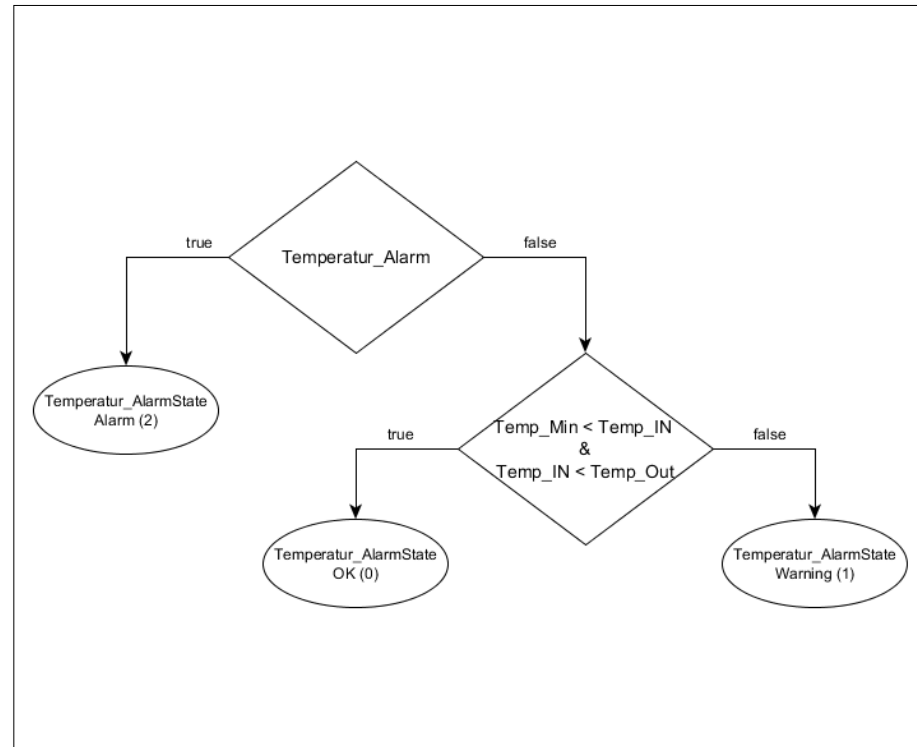 true
false
Temperatur_Alarm
Temperatur_AlarmState
Alarm (2)
true
false
Temp_Min < Temp_IN
&
Temp_IN < Temp_Out
Temperatur_AlarmState
OK (0)
Temperatur_AlarmState
Warning (1)